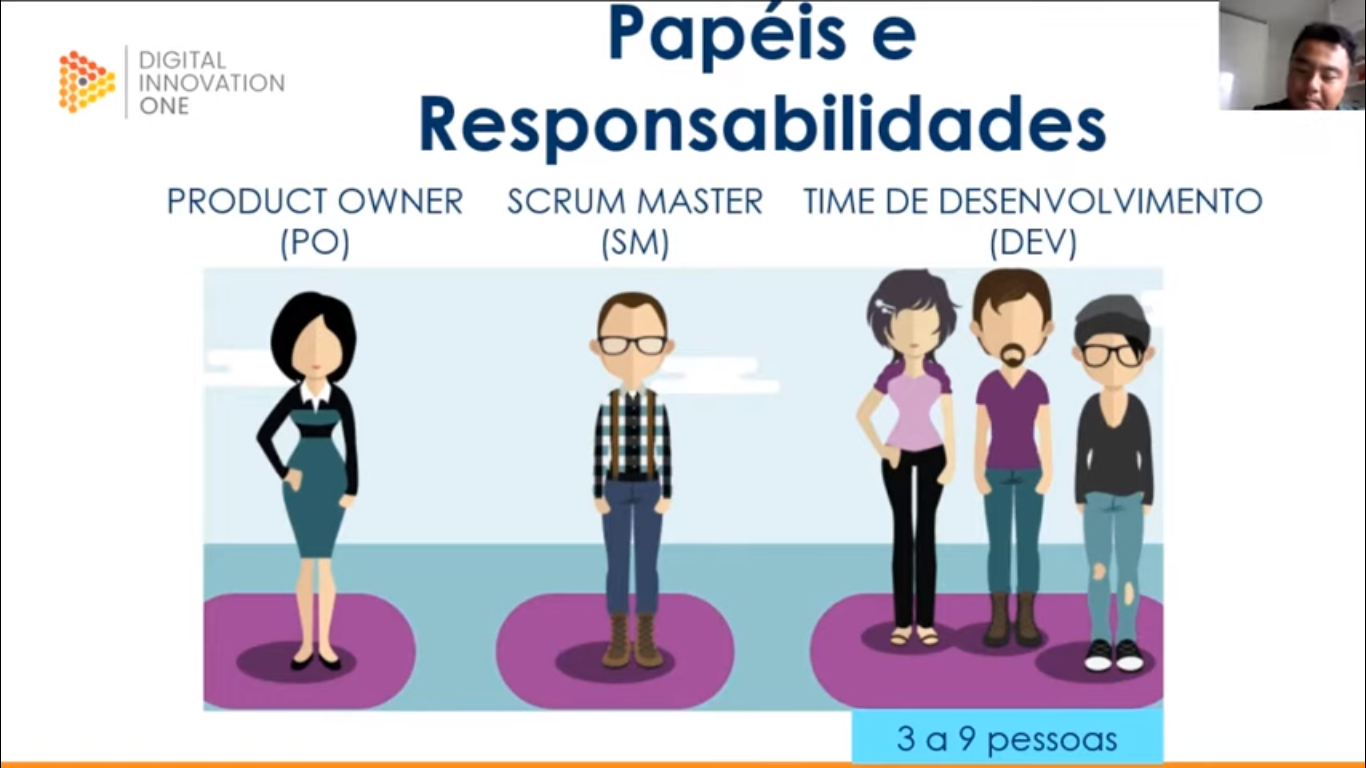 DIGITAL
INNOVATION
ONE
Papéis e
Responsabilidades
PRODUCT OWNER
(PO)
SCRUM MASTER
(SM)
TIME DE DESENVOLVIMENTO
(DEV)
3 a 9 pessoas